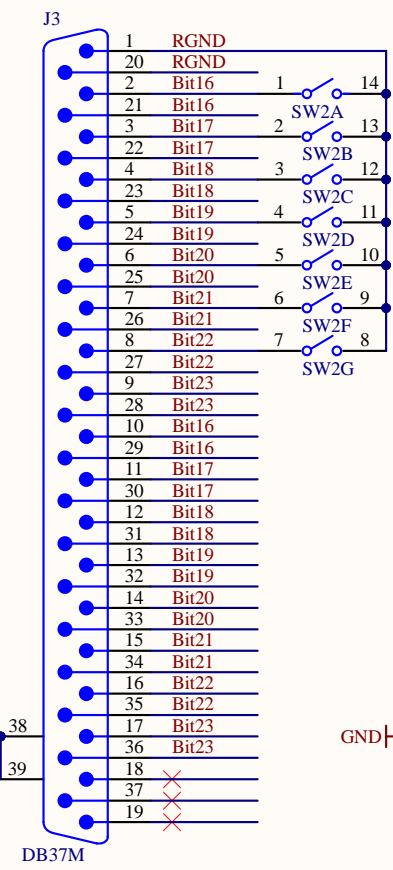 J3
1 RGND
20 RGND
2 Bit16 1 14
SW2A
21 Bit16
3 Bit17 2 13
SW2B
22 Bit17
4 Bit18 3 12
SW2C
23 Bit18
5 Bit19 4 11
SW2D
24 Bit19
6 Bit20 5 10
SW2E
25 Bit20
7 Bit21 6 9
SW2F
26 Bit21
8 Bit22 7 8
SW2G
27 Bit22
9 Bit23
28 Bit23
10 Bit16
29 Bit16
11 Bit17
30 Bit17
12 Bit18
31 Bit18
13 Bit19
32 Bit19
14 Bit20
33 Bit20
15 Bit21
34 Bit21
16 Bit22
35 Bit22
38 17 Bit23 GND
36 Bit23
39 18
37
19
DB37M